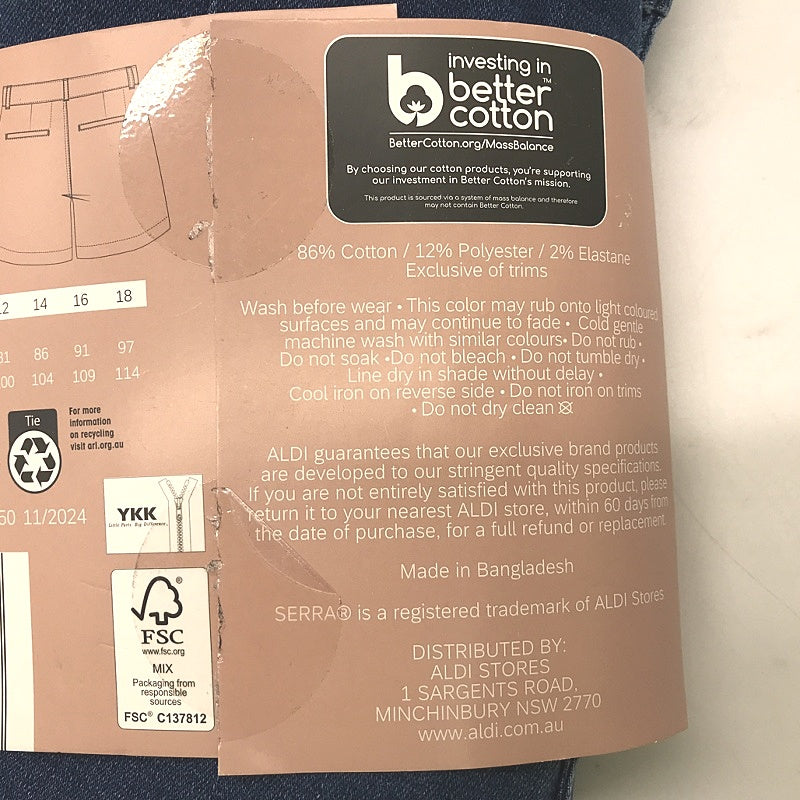 investing in
better™
cotton
BetterCotton.org/MassBalance
By choosing our cotton products, you're supporting
our investment in Better Cotton's mission.
This product is sourced via a system of mass balance and therefore
may not contain Better Cotton.
86% Cotton / 12% Polyester / 2% Elastane
Exclusive of trims
Wash before wear • This color may rub onto light coloured
surfaces and may continue to fade • Cold gentle
machine wash with similar colours• Do not rub •
Do not soak •Do not bleach • Do not tumble dry •
Line dry in shade without delay •
Cool iron on reverse side • Do not iron on trims
• Do not dry clean
ALDI guarantees that our exclusive brand products
are developed to our stringent quality specifications.
If you are not entirely satisfied with this product, please
return it to your nearest ALDI store, within 60 days from
the date of purchase, for a full refund or replacement.
Made in Bangladesh
SERRA® is a registered trademark of ALDI Stores
DISTRIBUTED BY:
ALDI STORES
1 SARGENTS ROAD,
MINCHINBURY NSW 2770
www.aldi.com.au
14 16 18
86 91 97
104 109 114
Tie
For more
information
on recycling
visit arl.org.au
11/2024
YKK
Little Parts. Big Difference.
FSC®
www.fsc.org
MIX
Packaging from
responsible
sources
FSC® C137812